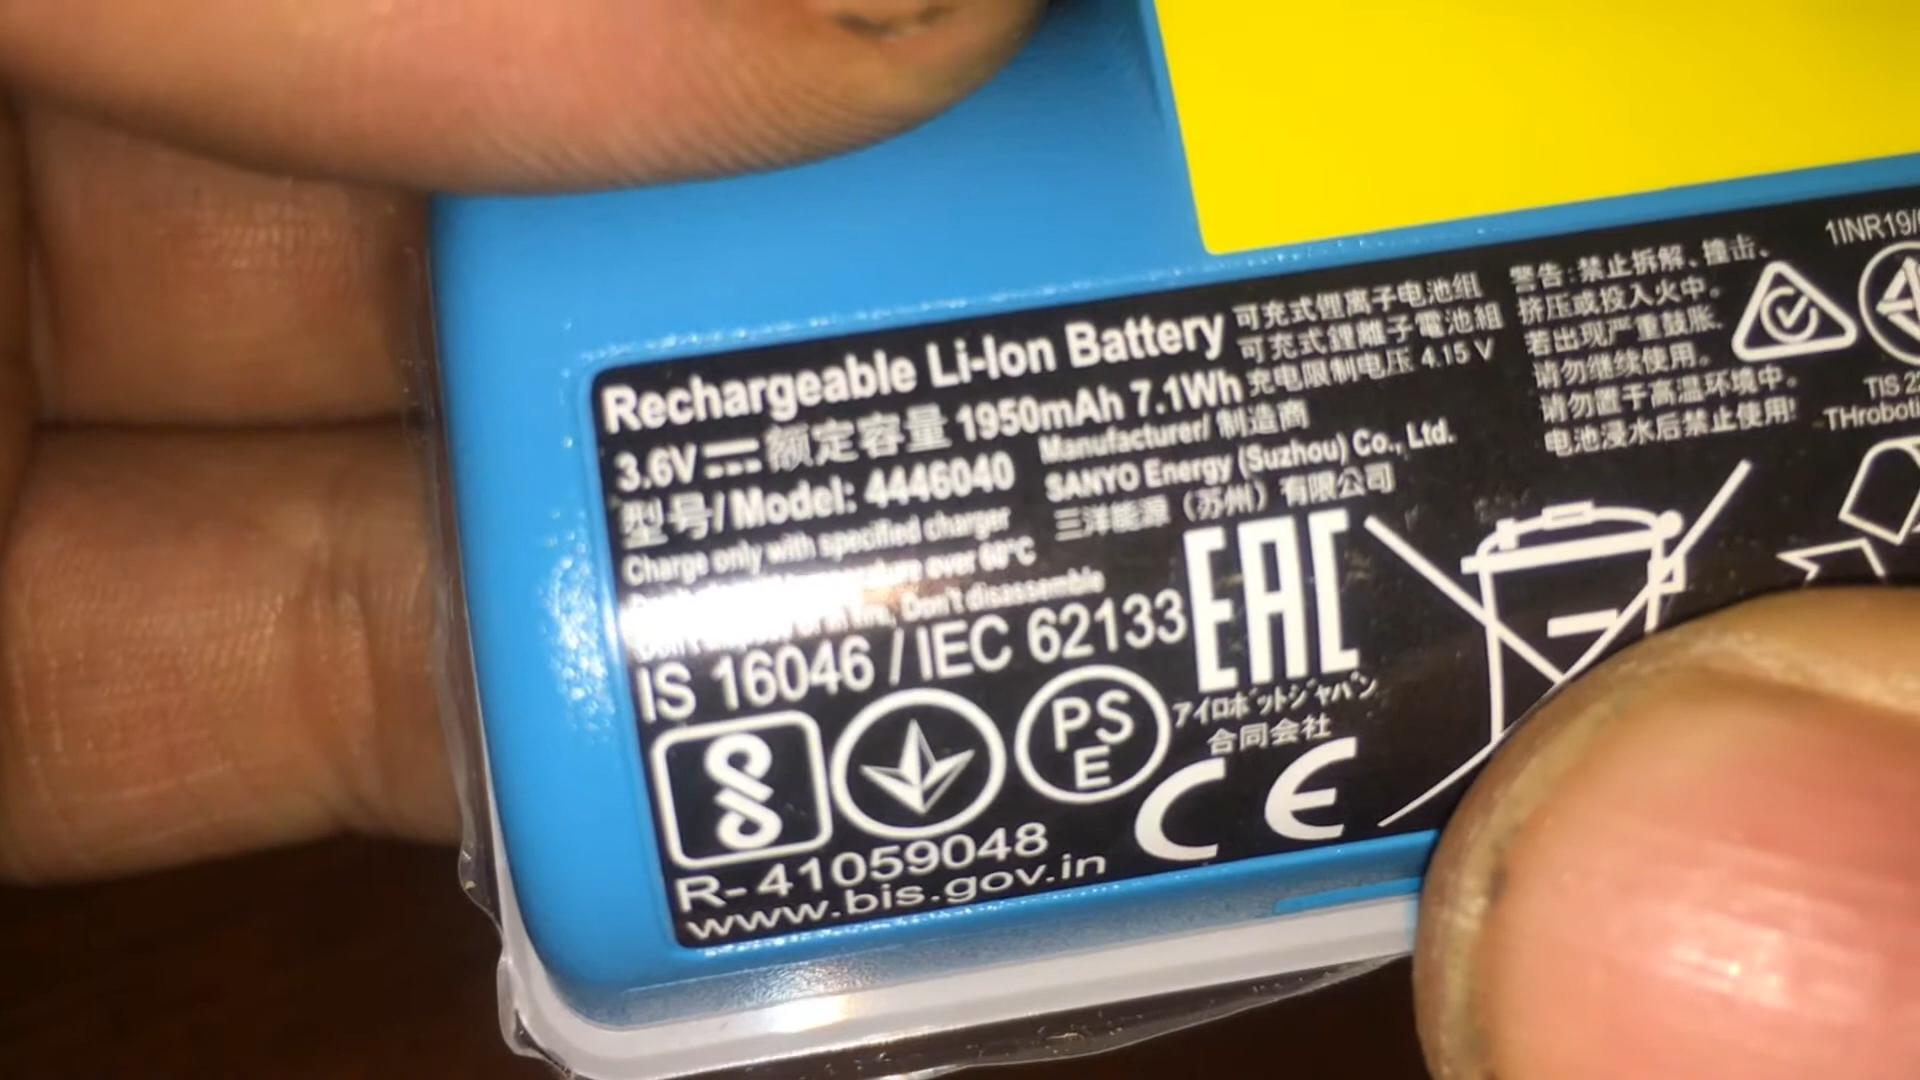 Rechargeable Li-Ion Battery
3.6V 额定容量 1950mAh 7.1Wh
型号/Model: 4446040
Charge only with specified charger
over 60°C
Don't disassemble
IS 16046 / IEC 62133
R-41059048
www.bis.gov.in
可充式锂离子电池组
可充式鋰離子電池組
充电限制电压 4.15 V
Manufacturer/ 制造商
SANYO Energy (Suzhou) Co., Ltd.
三洋能源（苏州）有限公司
EAC
PS
E
アイロボットジャパン
合同会社
CE
警告:禁止拆解、撞击、
挤压或投入火中。
若出现严重鼓胀、
请勿继续使用。
请勿置于高温环境中。
电池浸水后禁止使用!
1INR19/
TIS 22
THroboti